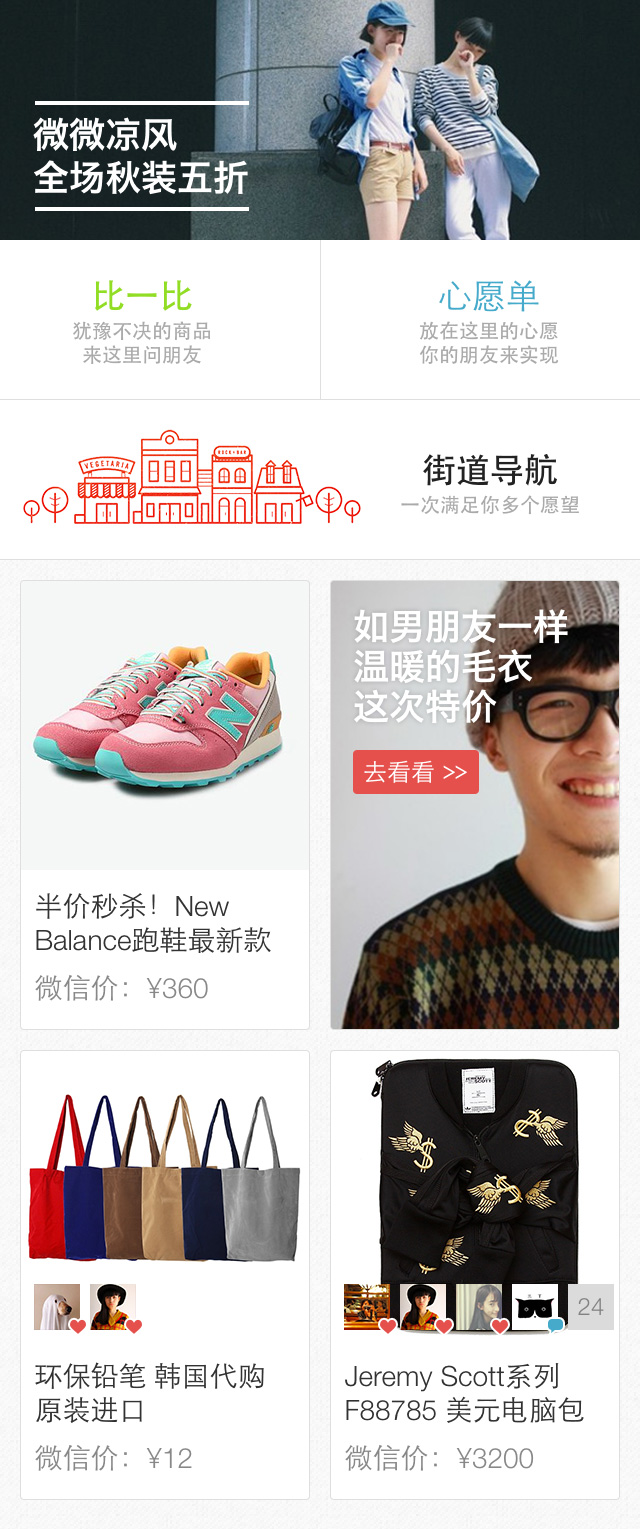 微微凉风
全场秋装五折
比一比
犹豫不决的商品
来这里问朋友
心愿单
放在这里的心愿
你的朋友来实现
VEGETARIA
ROCK BAR
街道导航
一次满足你多个愿望
如男朋友一样
温暖的毛衣
这次特价
去看看 >>
半价秒杀！New
Balance跑鞋最新款
微信价：¥360
JEREMY
SCOTT
24
环保铅笔 韩国代购
原装进口
微信价：¥12
Jeremy Scott系列
F88785 美元电脑包
微信价：¥3200